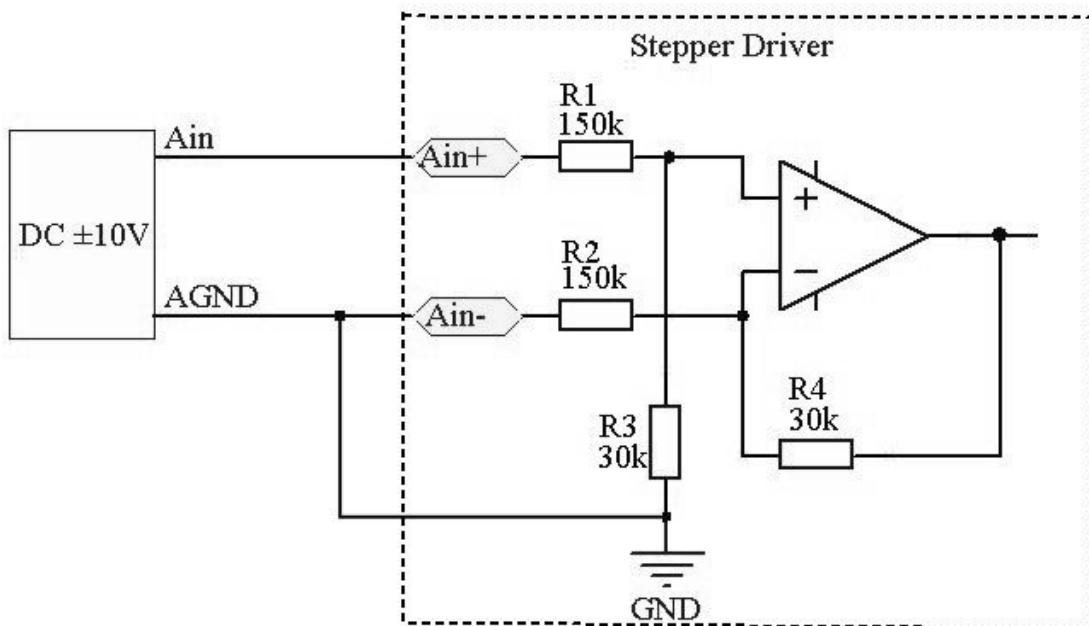 Stepper Driver
R1
150k
Ain
Ain+
+
DC ±10V
R2
150k
−
AGND
Ain-
R4
30k
R3
30k
GND